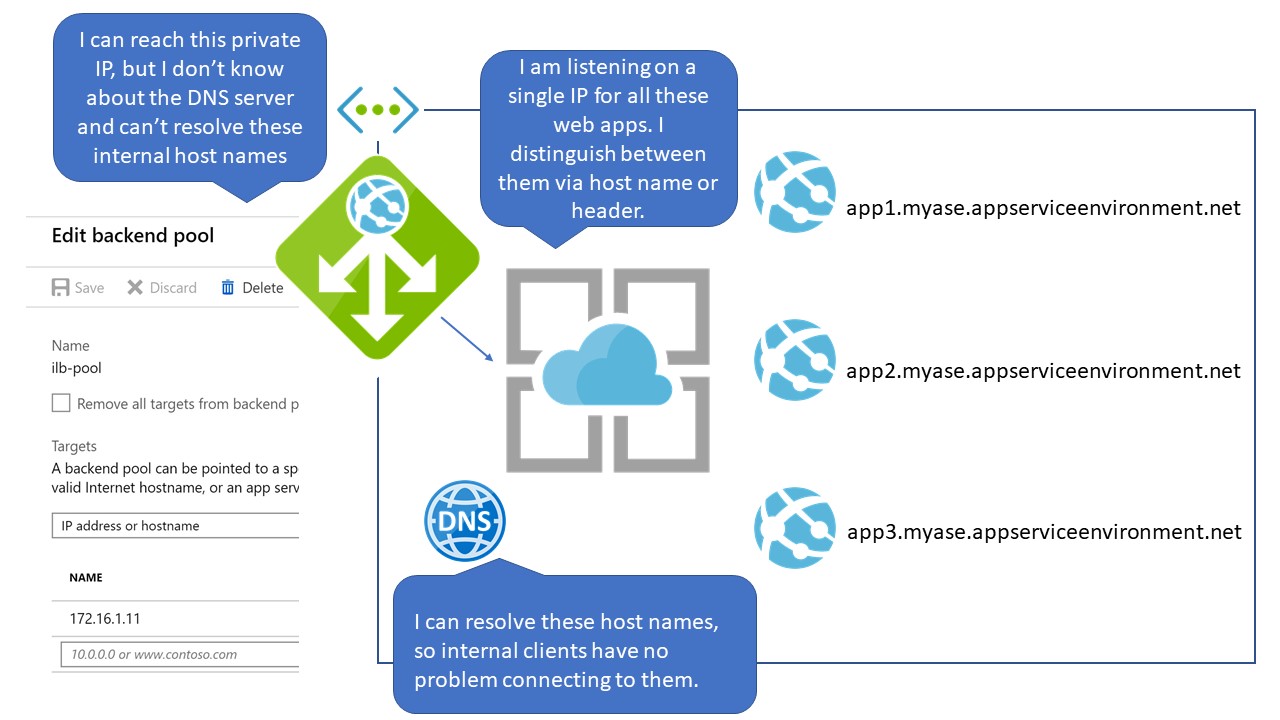 I can reach this private
IP, but I don't know
about the DNS server
and can't resolve these
internal host names
I am listening on a
single IP for all these
web apps. I
distinguish between
them via host name or
header.
app1.myase.appserviceenvironment.net
app2.myase.appserviceenvironment.net
app3.myase.appserviceenvironment.net
Edit backend pool
Save Discard Delete
Name
ilb-pool
Remove all targets from backend p
Targets
A backend pool can be pointed to a sp
valid Internet hostname, or an app serv
IP address or hostname
NAME
172.16.1.11
10.0.0.0 or www.contoso.com
DNS
I can resolve these host names,
so internal clients have no
problem connecting to them.